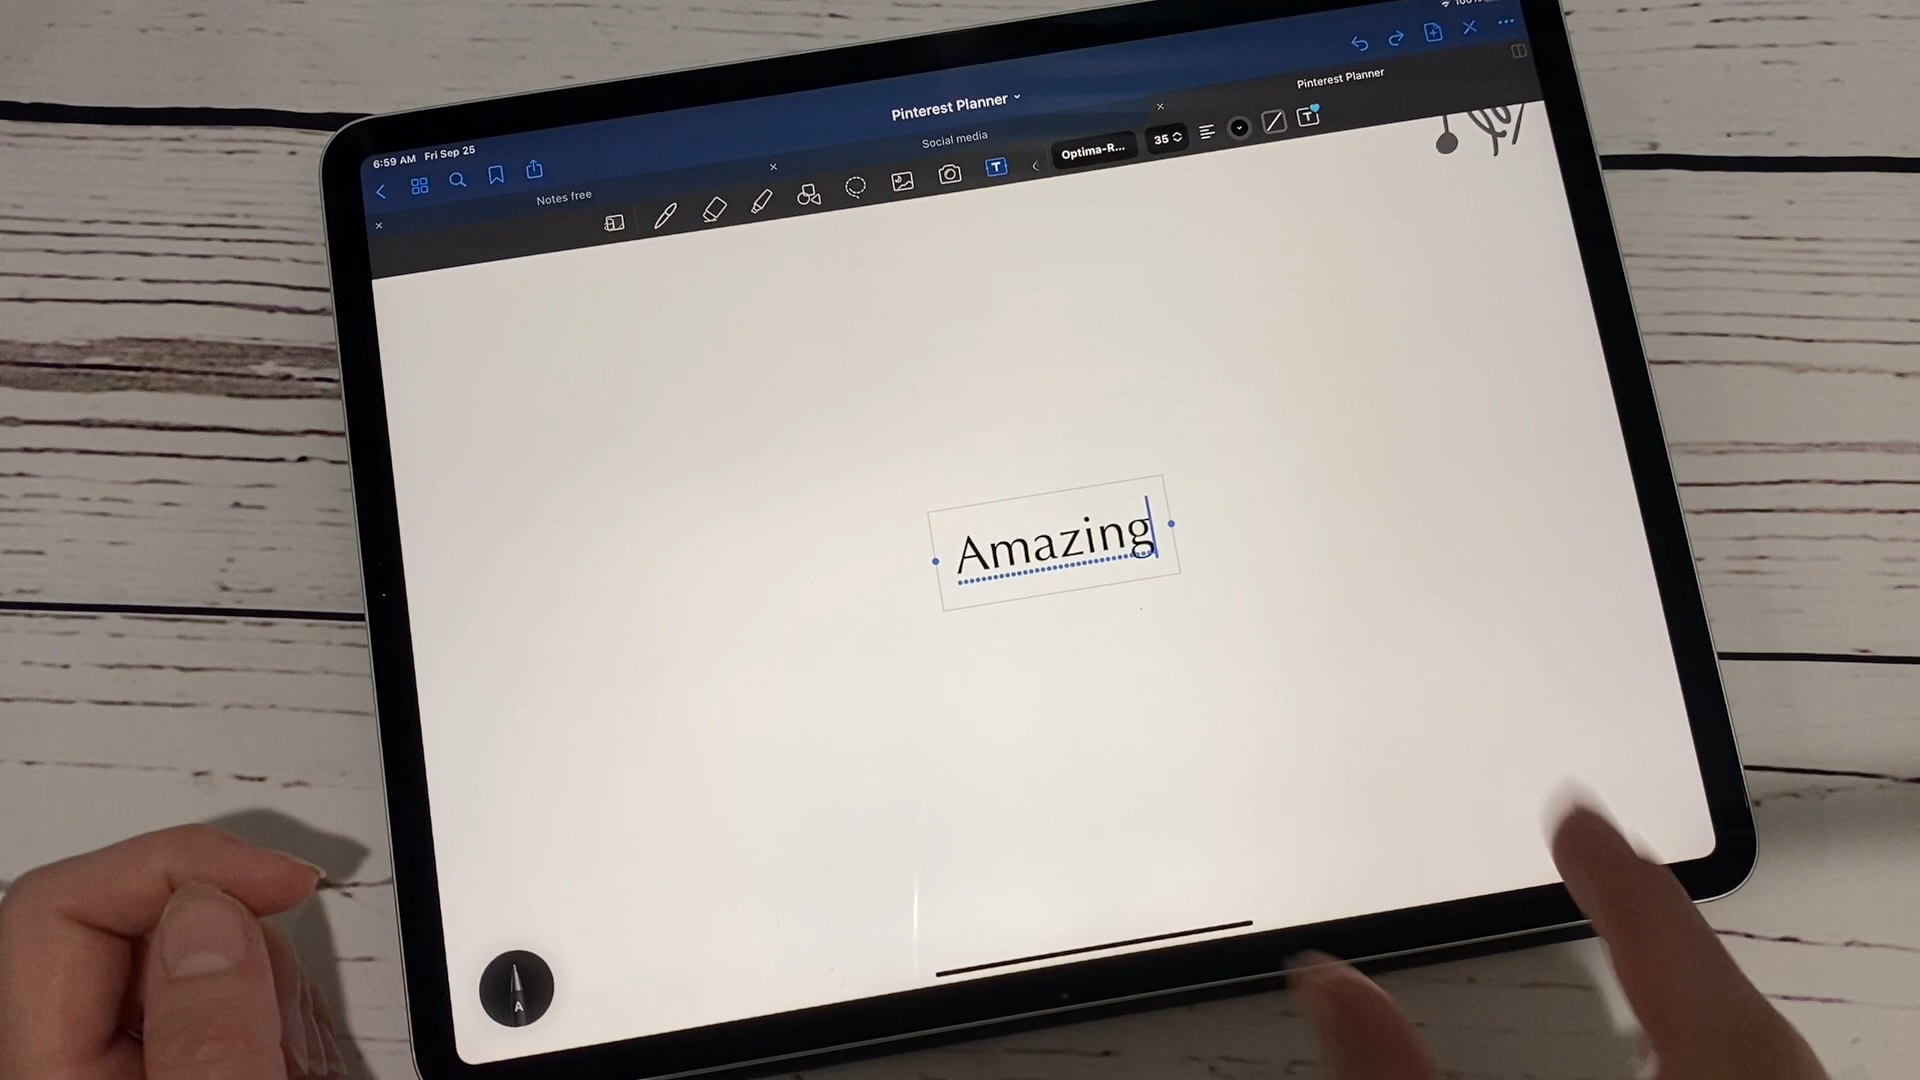 6:59 AM Fri Sep 25
Pinterest Planner
Notes free
Social media
Pinterest Planner
Optima-R...
35
Amazing
A